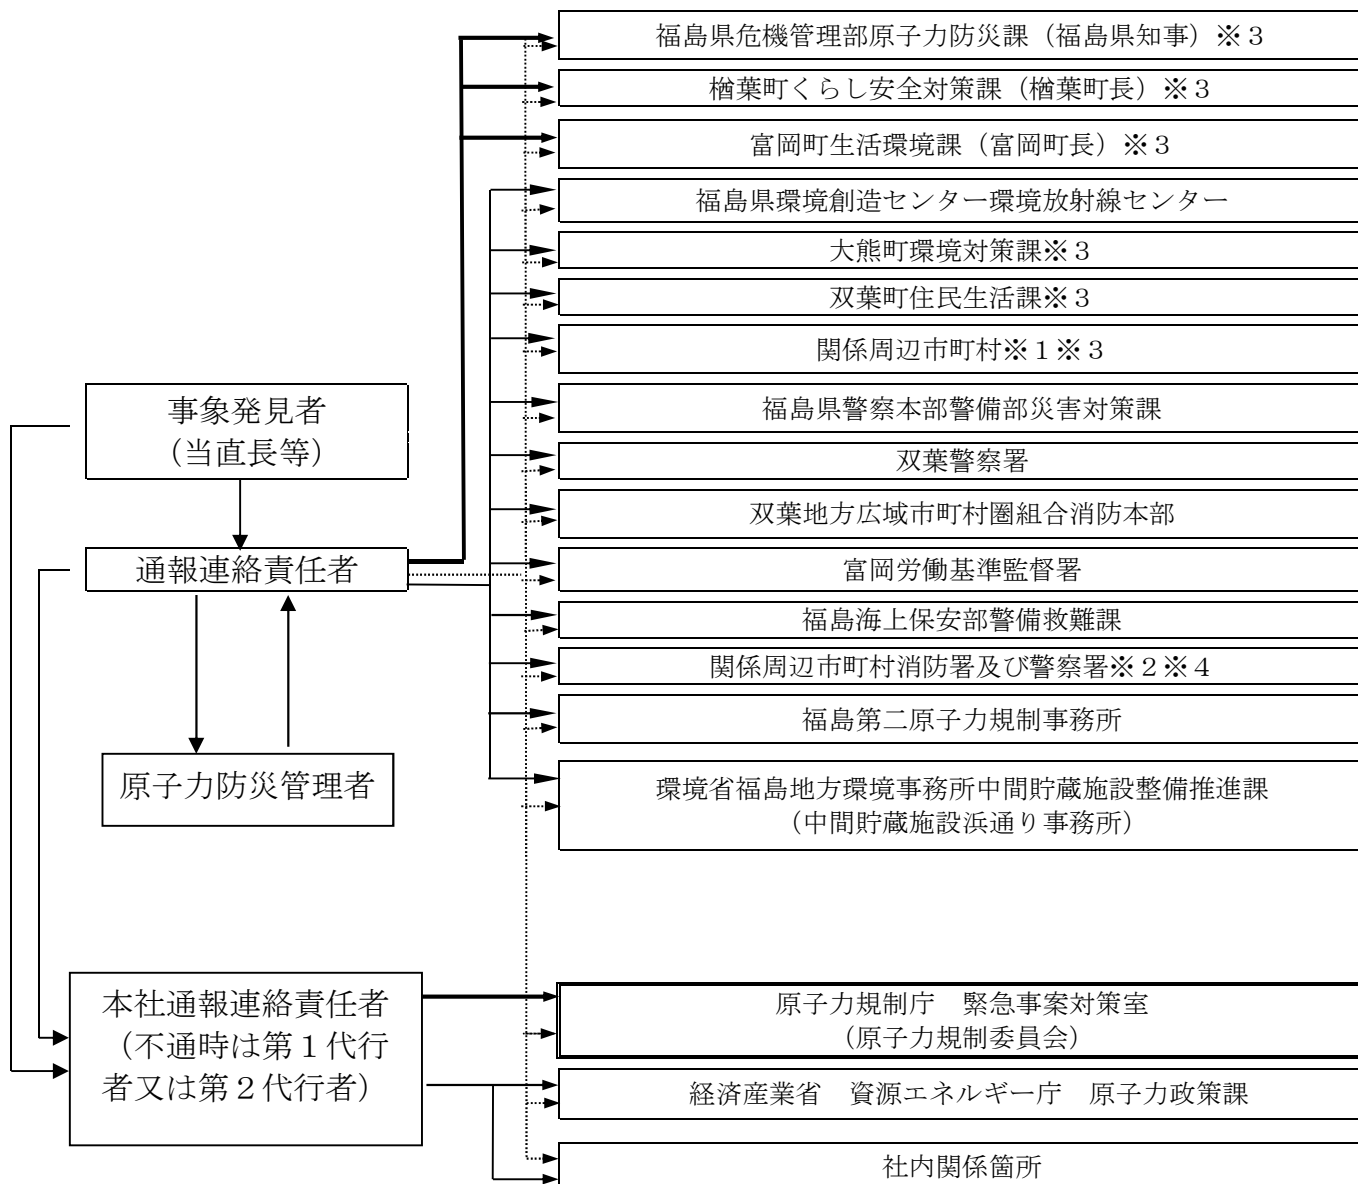 福島県危機管理部原子力防災課（福島県知事）※３
楢葉町くらし安全対策課（楢葉町長）※３
富岡町生活環境課（富岡町長）※３
福島県環境創造センター環境放射線センター
大熊町環境対策課※３
双葉町住民生活課※３
関係周辺市町村※１※３
福島県警察本部警備部災害対策課
双葉警察署
双葉地方広域市町村圏組合消防本部
富岡労働基準監督署
福島海上保安部警備救難課
関係周辺市町村消防署及び警察署※２※４
福島第二原子力規制事務所
環境省福島地方環境事務所中間貯蔵施設整備推進課
（中間貯蔵施設浜通り事務所）
事象発見者
（当直長等）
通報連絡責任者
原子力防災管理者
本社通報連絡責任者
（不通時は第１代行
者又は第２代行者）
原子力規制庁　緊急事案対策室
（原子力規制委員会）
経済産業省　資源エネルギー庁　原子力政策課
社内関係箇所